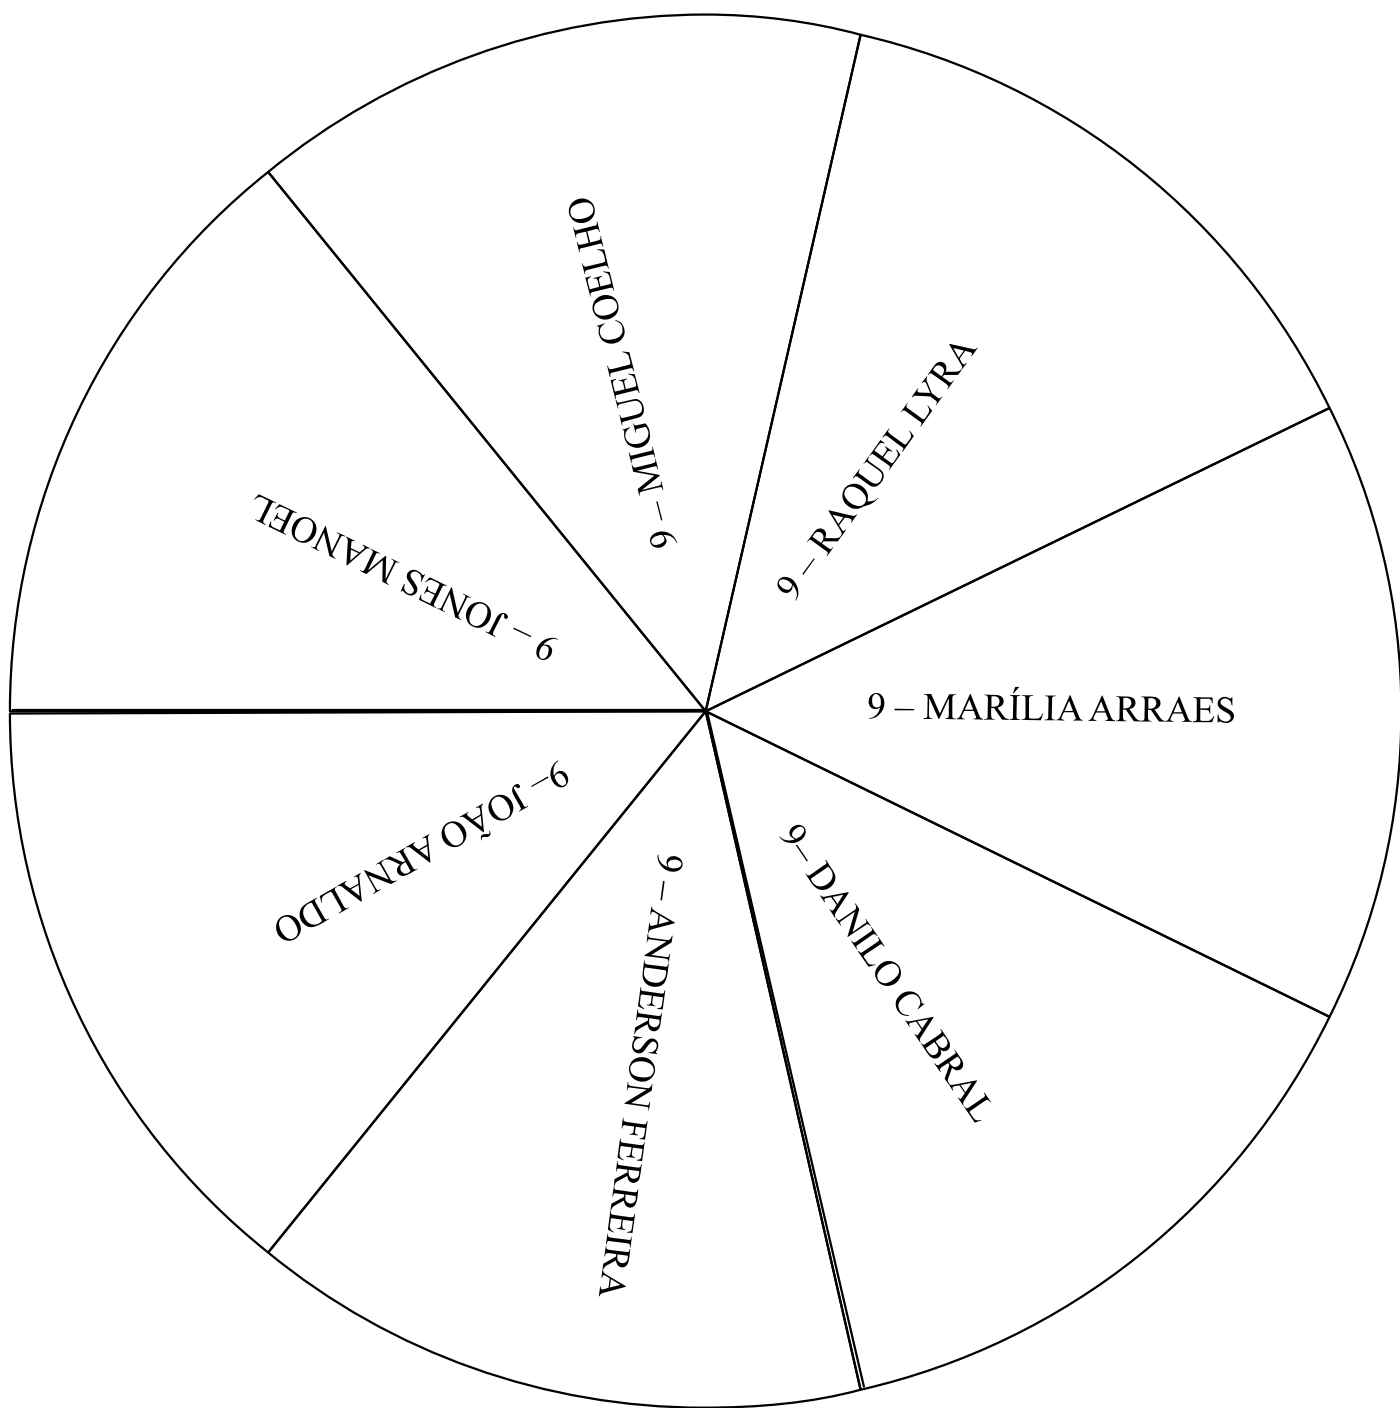 9 – MIGUEL COELHO
9 – RAQUEL LYRA
9 – MARÍLIA ARRAES
9– DANILO CABRAL
9 – ANDERSON FERREIRA
9– JOÃO ARNALDO
9 – JONES MANOEL